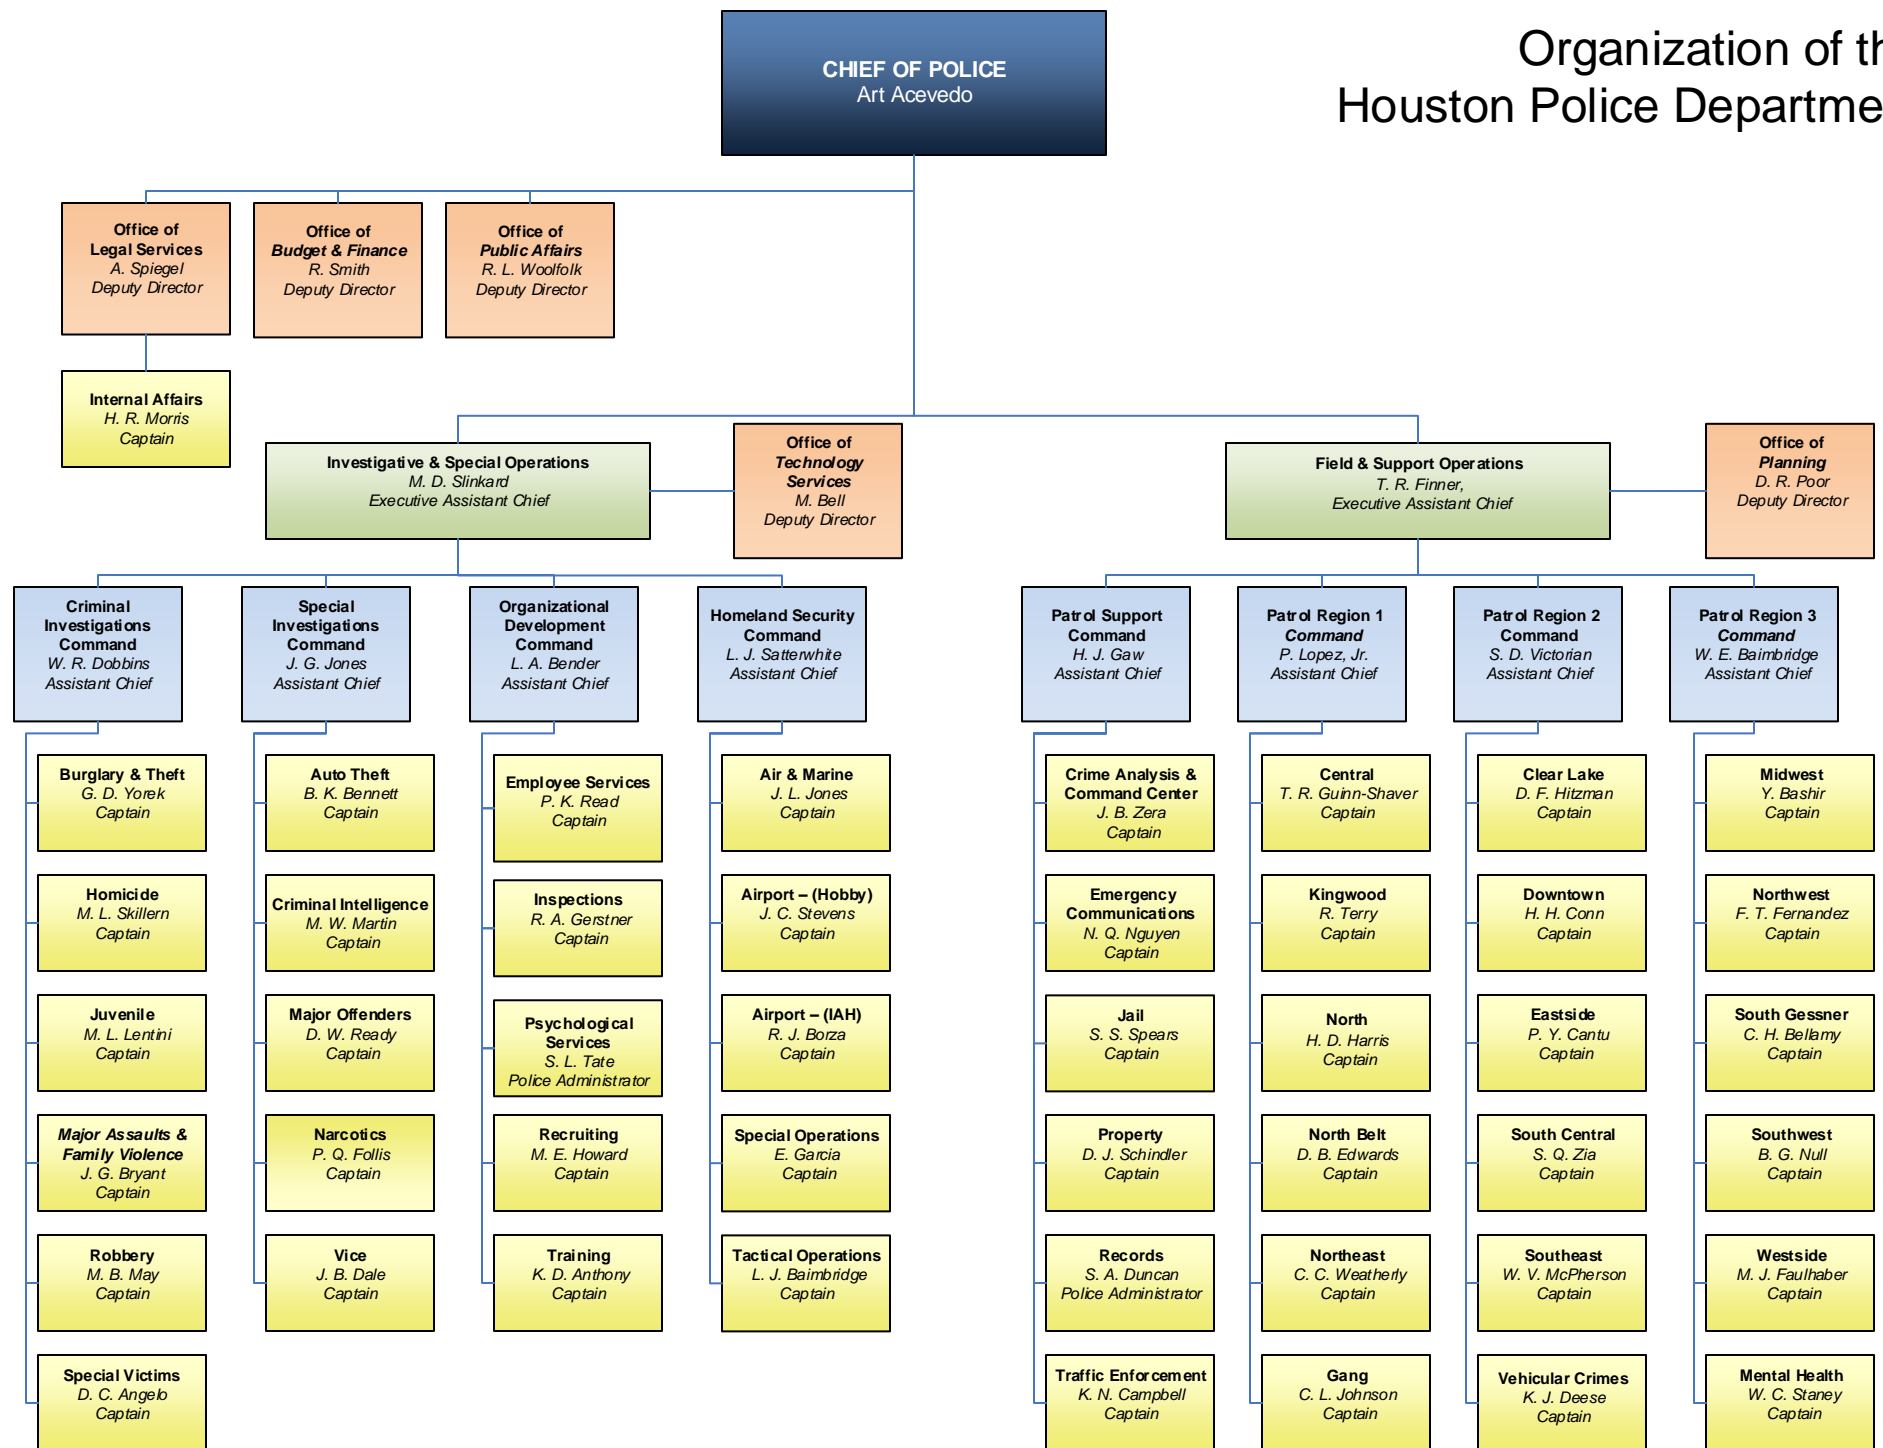 Organization of th
Houston Police Departme
CHIEF OF POLICE
Art Acevedo
Office of
Legal Services
A. Spiegel
Deputy Director
Office of
Budget & Finance
R. Smith
Deputy Director
Office of
Public Affairs
R. L. Woolfolk
Deputy Director
Internal Affairs
H. R. Morris
Captain
Investigative & Special Operations
M. D. Slinkard
Executive Assistant Chief
Office of
Technology
Services
M. Bell
Deputy Director
Field & Support Operations
T. R. Finner,
Executive Assistant Chief
Office of
Planning
D. R. Poor
Deputy Director
Criminal
Investigations
Command
W. R. Dobbins
Assistant Chief
Special
Investigations
Command
J. G. Jones
Assistant Chief
Organizational
Development
Command
L. A. Bender
Assistant Chief
Homeland Security
Command
L. J. Satterwhite
Assistant Chief
Patrol Support
Command
H. J. Gaw
Assistant Chief
Patrol Region 1
Command
P. Lopez, Jr.
Assistant Chief
Patrol Region 2
Command
S. D. Victorian
Assistant Chief
Patrol Region 3
Command
W. E. Baimbridge
Assistant Chief
Burglary & Theft
G. D. Yorek
Captain
Auto Theft
B. K. Bennett
Captain
Employee Services
P. K. Read
Captain
Air & Marine
J. L. Jones
Captain
Crime Analysis &
Command Center
J. B. Zera
Captain
Central
T. R. Guinn-Shaver
Captain
Clear Lake
D. F. Hitzman
Captain
Midwest
Y. Bashir
Captain
Homicide
M. L. Skillern
Captain
Criminal Intelligence
M. W. Martin
Captain
Inspections
R. A. Gerstner
Captain
Airport – (Hobby)
J. C. Stevens
Captain
Emergency
Communications
N. Q. Nguyen
Captain
Kingwood
R. Terry
Captain
Downtown
H. H. Conn
Captain
Northwest
F. T. Fernandez
Captain
Juvenile
M. L. Lentini
Captain
Major Offenders
D. W. Ready
Captain
Psychological
Services
S. L. Tate
Police Administrator
Airport – (IAH)
R. J. Borza
Captain
Jail
S. S. Spears
Captain
North
H. D. Harris
Captain
Eastside
P. Y. Cantu
Captain
South Gessner
C. H. Bellamy
Captain
Major Assaults &
Family Violence
J. G. Bryant
Captain
Narcotics
P. Q. Follis
Captain
Recruiting
M. E. Howard
Captain
Special Operations
E. Garcia
Captain
Property
D. J. Schindler
Captain
North Belt
D. B. Edwards
Captain
South Central
S. Q. Zia
Captain
Southwest
B. G. Null
Captain
Robbery
M. B. May
Captain
Vice
J. B. Dale
Captain
Training
K. D. Anthony
Captain
Tactical Operations
L. J. Baimbridge
Captain
Records
S. A. Duncan
Police Administrator
Northeast
C. C. Weatherly
Captain
Southeast
W. V. McPherson
Captain
Westside
M. J. Faulhaber
Captain
Special Victims
D. C. Angelo
Captain
Traffic Enforcement
K. N. Campbell
Captain
Gang
C. L. Johnson
Captain
Vehicular Crimes
K. J. Deese
Captain
Mental Health
W. C. Staney
Captain